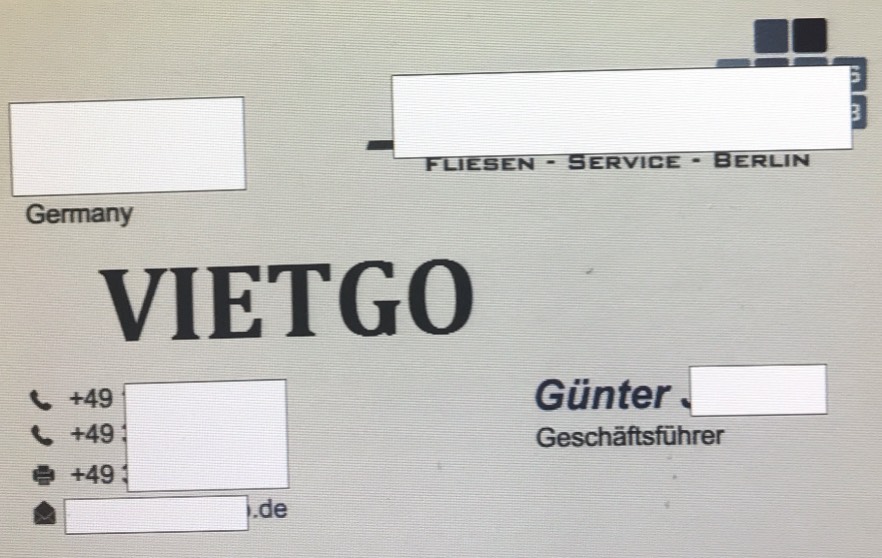 S
B
FLIESEN - SERVICE - BERLIN
Germany
VIETGO
+49
+49
+49
.de
Günter
Geschäftsführer